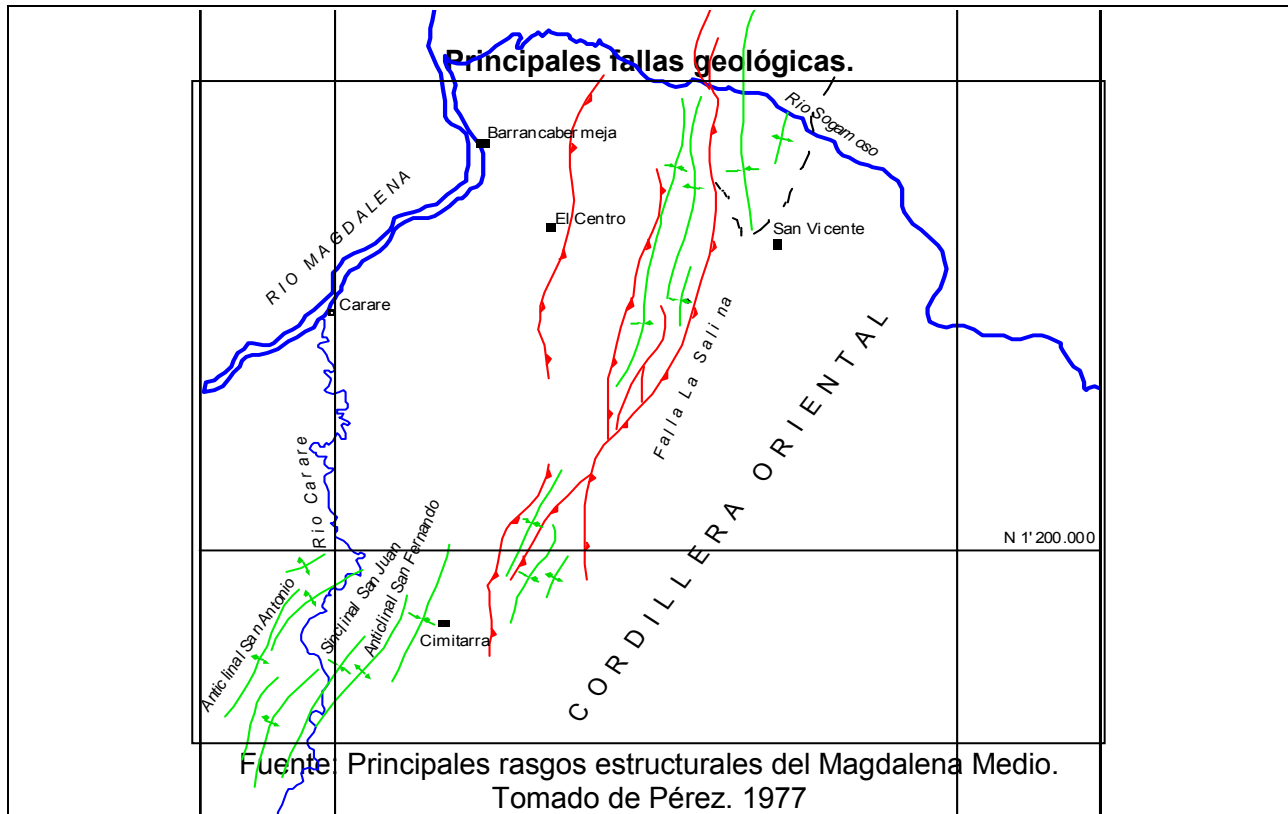 Principales fallas geológicas.
Rio Sogamoso
Barrancabermeja
RIO MAGDALENA
El Centro
San Vicente
Carare
Falla La Salina
CORDILLERA ORIENTAL
Rio Carare
N 1'200.000
Anticlinal San Antonio
Sinclinal San Juan
Anticlinal San Fernando
Cimitarra
Fuente: Principales rasgos estructurales del Magdalena Medio.
Tomado de Pérez. 1977